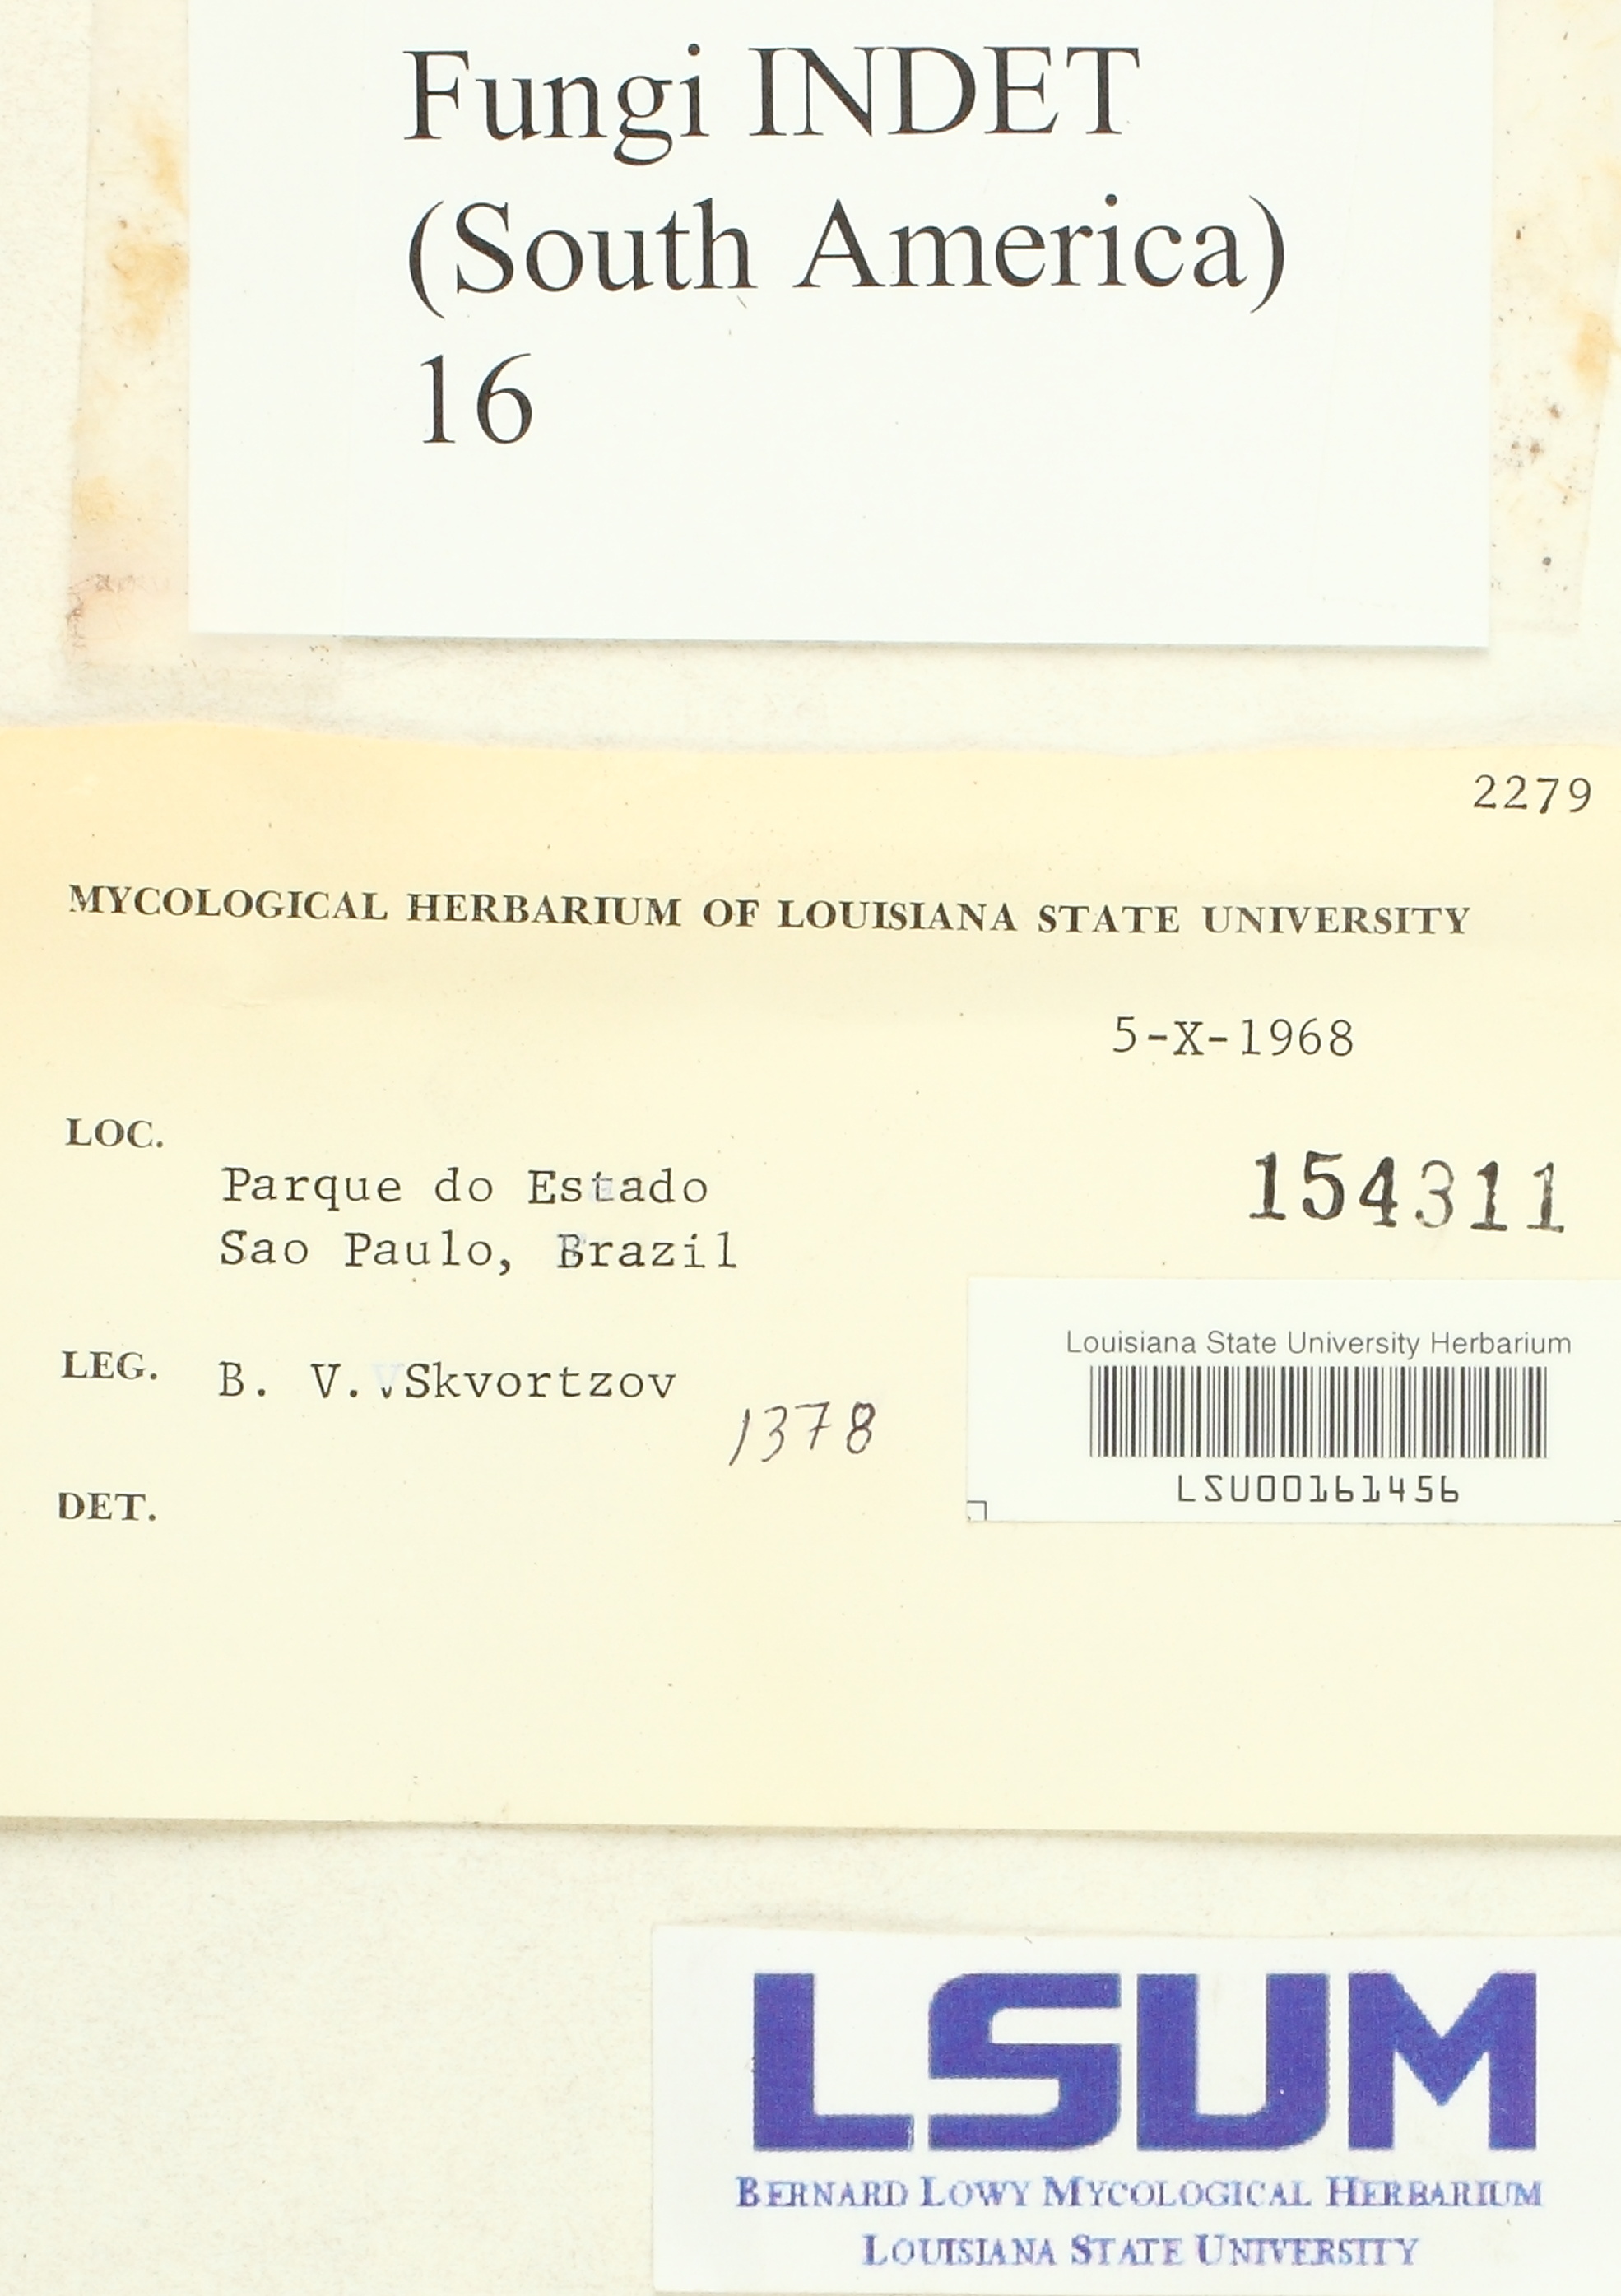 Fungi INDET
(South America)
16
2279
MYCOLOGICAL HERBARIUM OF LOUISIANA STATE UNIVERSITY
5-X-1968
LOC.
Parque do Estado
Sao Paulo, Brazil
154311
Louisiana State University Herbarium
LSU00161456
LEG. B. V. Skvortzov
1378
DET.
LSUM
BERNARD LOWY MYCOLOGICAL HERBARIUM
LOUISIANA STATE UNIVERSITY